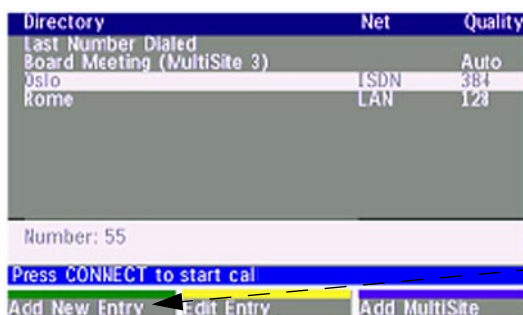 Directory Net Quality
Last Number Dialed
Board Meeting (MultiSite 3) Auto
Oslo ISDN 384
Rome LAN 128
Number: 55
Press CONNECT to start call
Add New Entry Edit Entry Add MultiSite